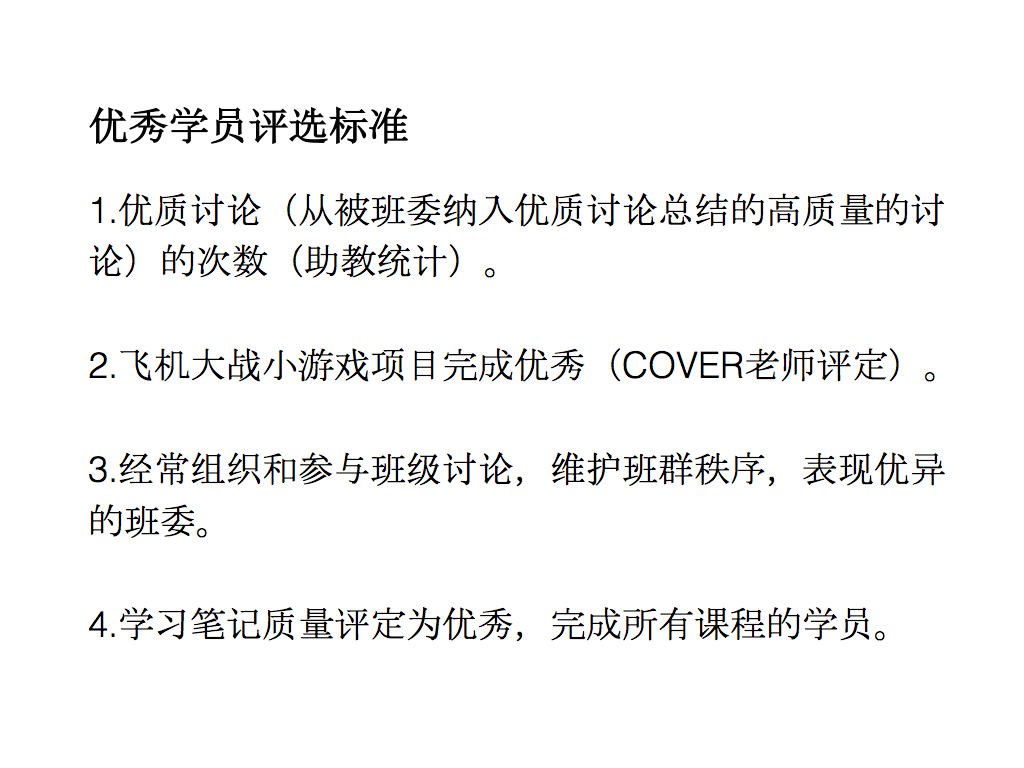 优秀学员评选标准
1.优质讨论（从被班委纳入优质讨论总结的高质量的讨
论）的次数（助教统计）。
2.飞机大战小游戏项目完成优秀（COVER老师评定）。
3.经常组织和参与班级讨论，维护班群秩序，表现优异
的班委。
4.学习笔记质量评定为优秀，完成所有课程的学员。